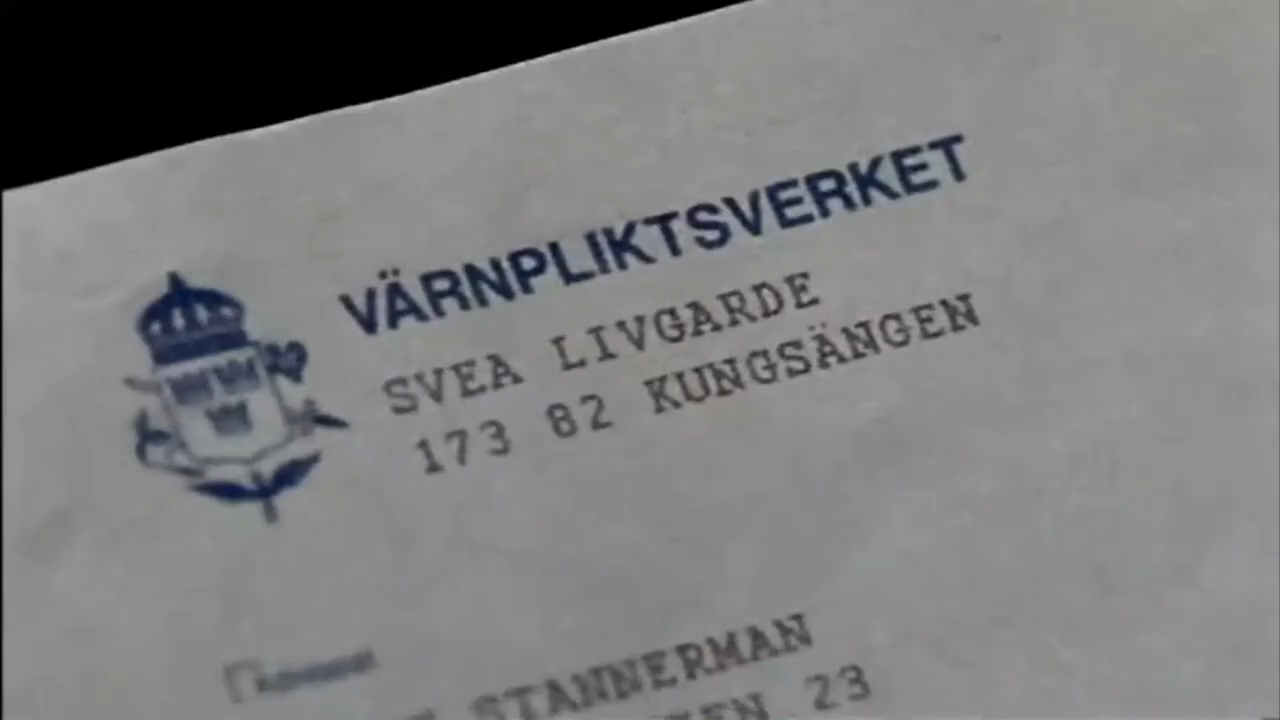 VÄRNPLIKTSVERKET
SVEA LIVGARDE
173 82 KUNGSÄNGEN
STANNERMAN
23